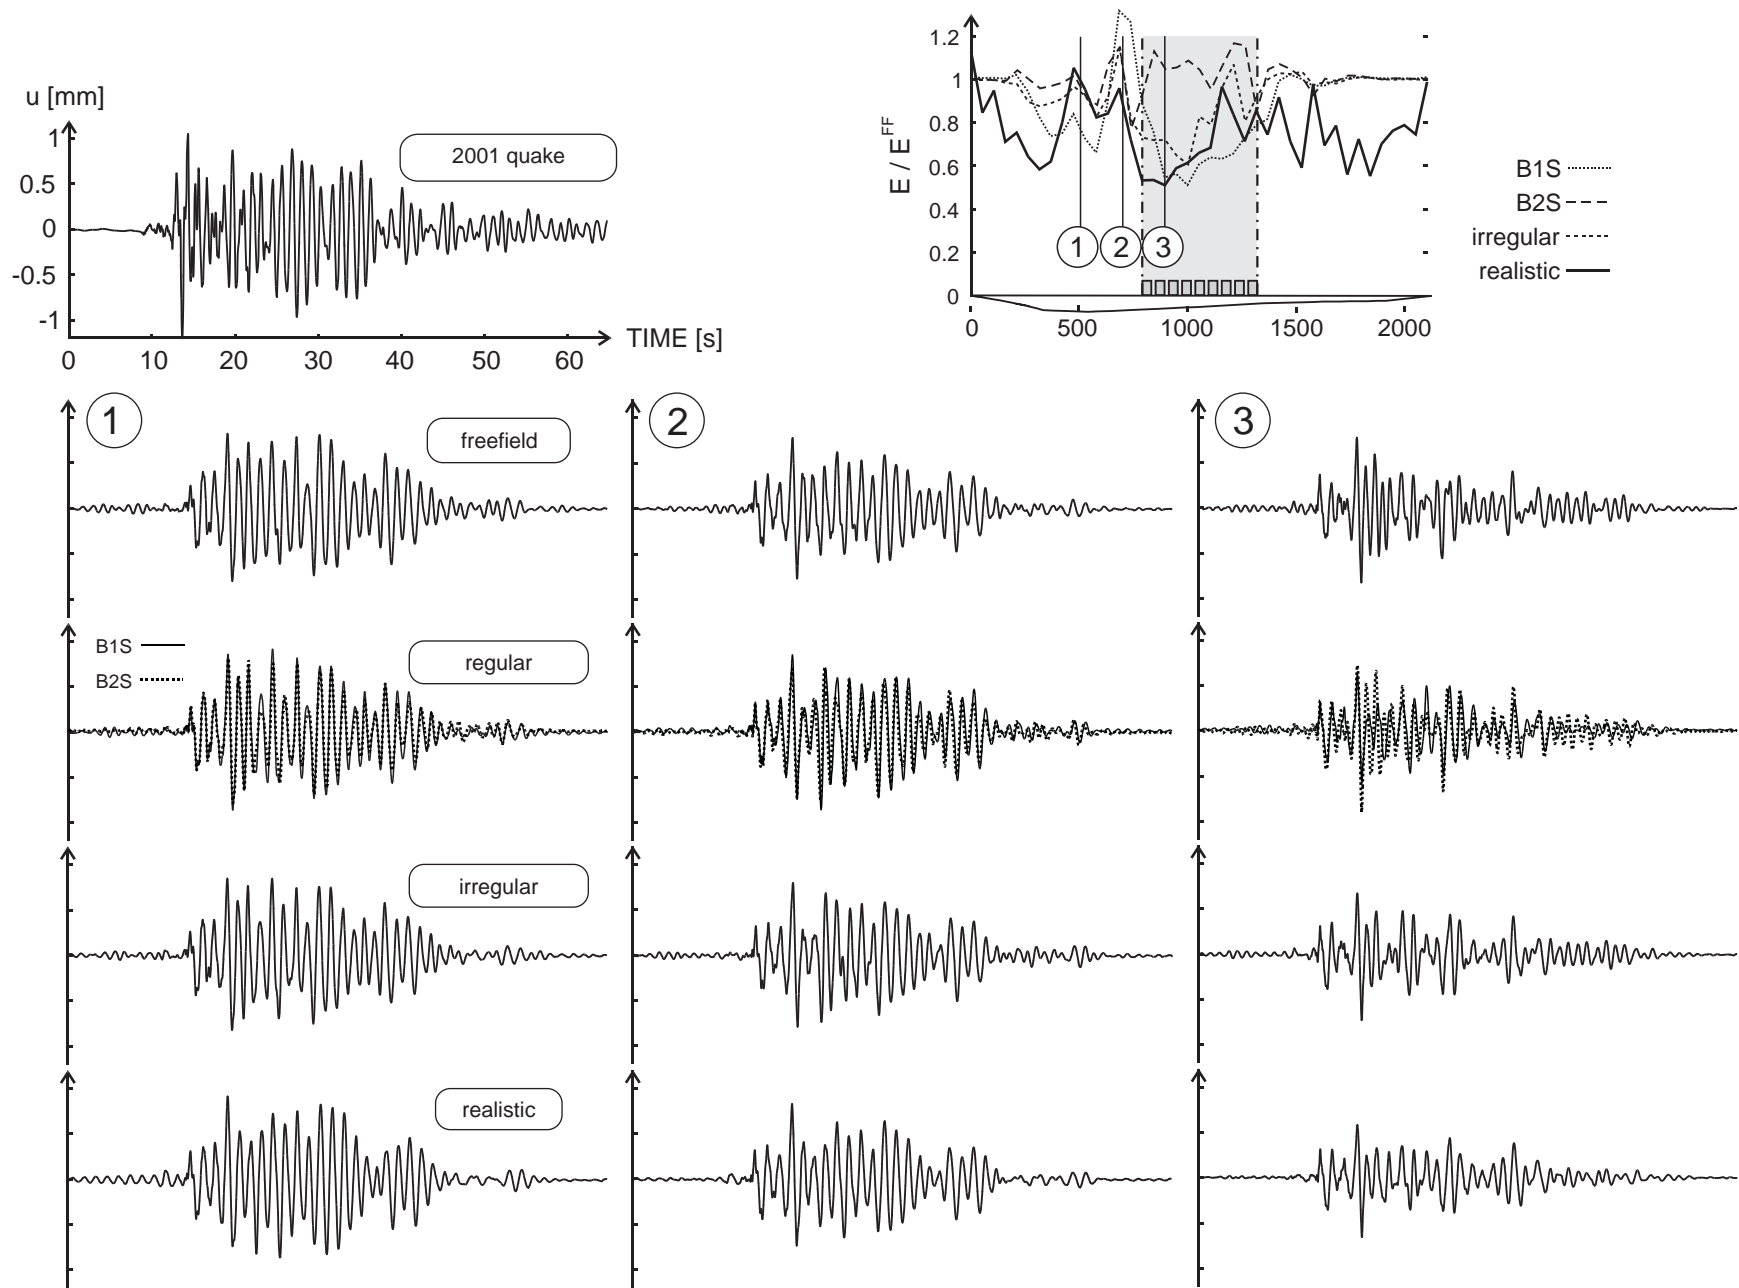 u [mm]
1
0.5
0
-0.5
-1
2001 quake
TIME [s]
0 10 20 30 40 50 60
E / E^FF
1.2
1
0.8
0.6
0.4
0.2
0
1 2 3
0 500 1000 1500 2000
B1S
B2S
irregular
realistic
1
freefield
2
3
B1S
B2S
regular
irregular
realistic